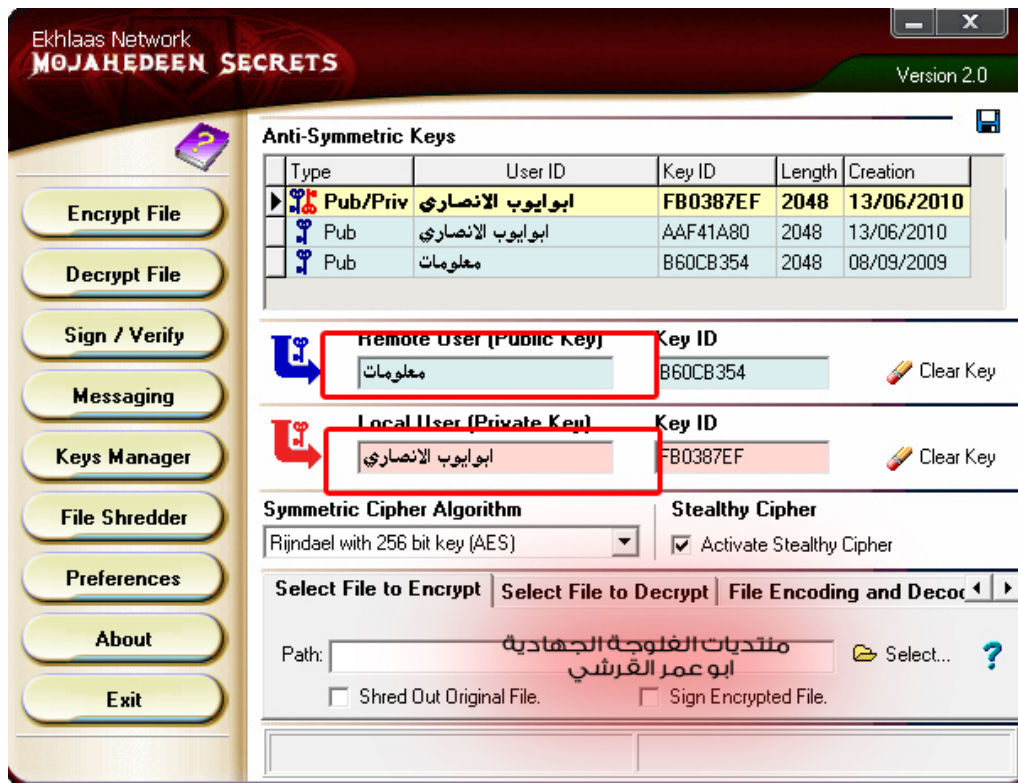 Ekhlaas Network
MOJAHEDEEN SECRETS
Version 2.0
Anti-Symmetric Keys
Type User ID Key ID Length Creation
Pub/Priv ابوايوب الانصاري FB0387EF 2048 13/06/2010
Pub ابوايوب الانصاري AAF41A80 2048 13/06/2010
Pub معلومات B60CB354 2048 08/09/2009
Encrypt File
Decrypt File
Sign / Verify
Messaging
Keys Manager
File Shredder
Preferences
About
Exit
Remote User (Public Key) Key ID
معلومات B60CB354 Clear Key
Local User (Private Key) Key ID
ابوايوب الانصاري FB0387EF Clear Key
Symmetric Cipher Algorithm Stealthy Cipher
Rijndael with 256 bit key (AES) Activate Stealthy Cipher
Select File to Encrypt Select File to Decrypt File Encoding and Decoc
Path: Select... ?
منتديات الفلوجة الجهادية
ابو عمر القرشي
Shred Out Original File. Sign Encrypted File.